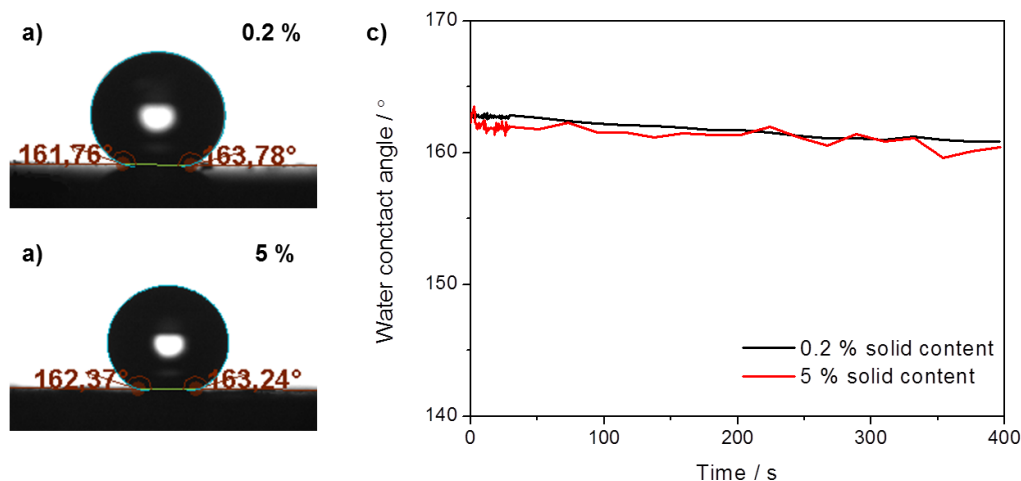 a)
0.2 %
161,76°
163,78°
a)
5 %
162,37°
163,24°
c)
170
160
150
140
Water conctact angle / °
0.2 % solid content
5 % solid content
0
100
200
300
400
Time / s